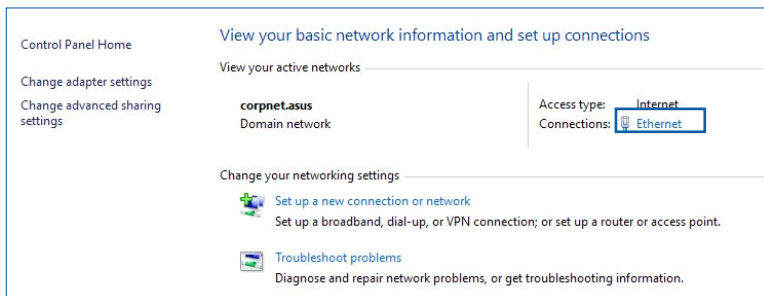 View your basic network information and set up connections
Control Panel Home
View your active networks
Change adapter settings
Change advanced sharing
settings
corpnet.asus
Domain network
Access type: Internet
Connections: Ethernet
Change your networking settings
Set up a new connection or network
Set up a broadband, dial-up, or VPN connection; or set up a router or access point.
Troubleshoot problems
Diagnose and repair network problems, or get troubleshooting information.